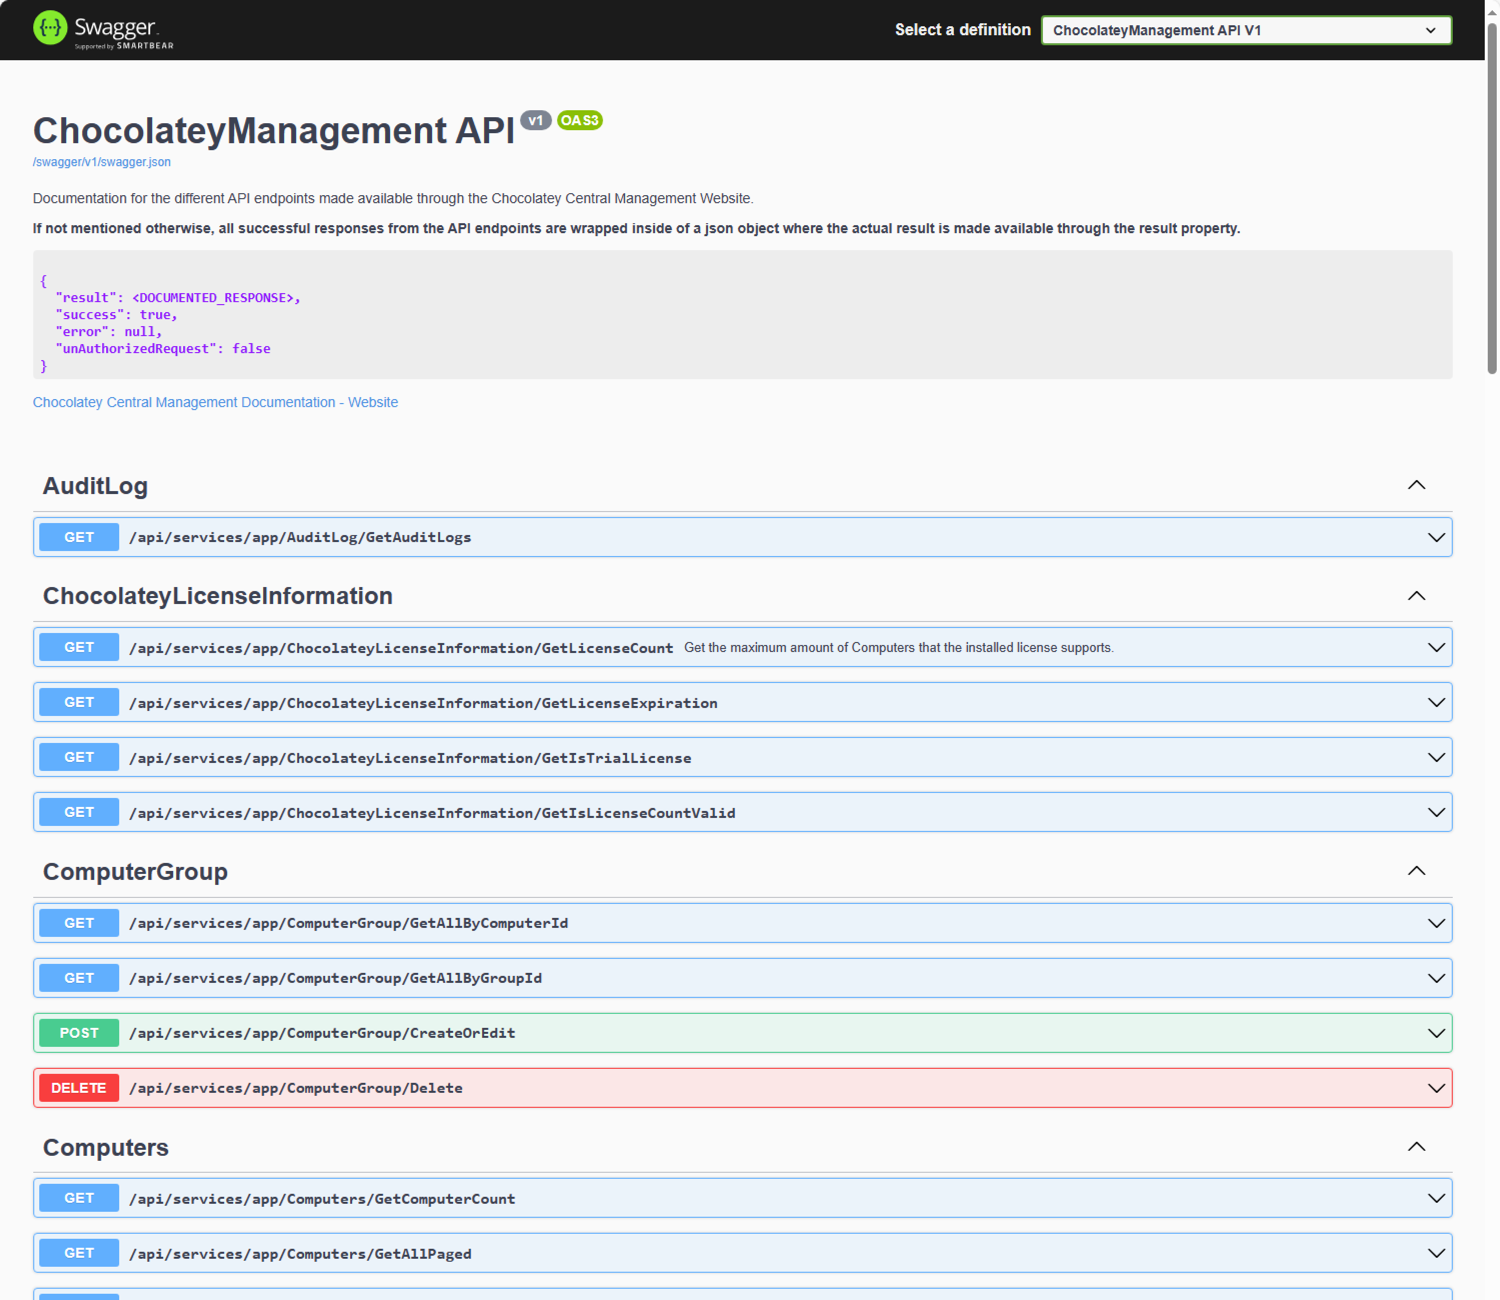 Swagger.
Supported by SMARTBEAR
Select a definition
ChocolateyManagement API V1
ChocolateyManagement API v1 OAS3
/swagger/v1/swagger.json
Documentation for the different API endpoints made available through the Chocolatey Central Management Website.
If not mentioned otherwise, all successful responses from the API endpoints are wrapped inside of a json object where the actual result is made available through the result property.
{
  "result": <DOCUMENTED_RESPONSE>,
  "success": true,
  "error": null,
  "unAuthorizedRequest": false
}
Chocolatey Central Management Documentation - Website
AuditLog
GET /api/services/app/AuditLog/GetAuditLogs
ChocolateyLicenseInformation
GET /api/services/app/ChocolateyLicenseInformation/GetLicenseCount Get the maximum amount of Computers that the installed license supports.
GET /api/services/app/ChocolateyLicenseInformation/GetLicenseExpiration
GET /api/services/app/ChocolateyLicenseInformation/GetIsTrialLicense
GET /api/services/app/ChocolateyLicenseInformation/GetIsLicenseCountValid
ComputerGroup
GET /api/services/app/ComputerGroup/GetAllByComputerId
GET /api/services/app/ComputerGroup/GetAllByGroupId
POST /api/services/app/ComputerGroup/CreateOrEdit
DELETE /api/services/app/ComputerGroup/Delete
Computers
GET /api/services/app/Computers/GetComputerCount
GET /api/services/app/Computers/GetAllPaged